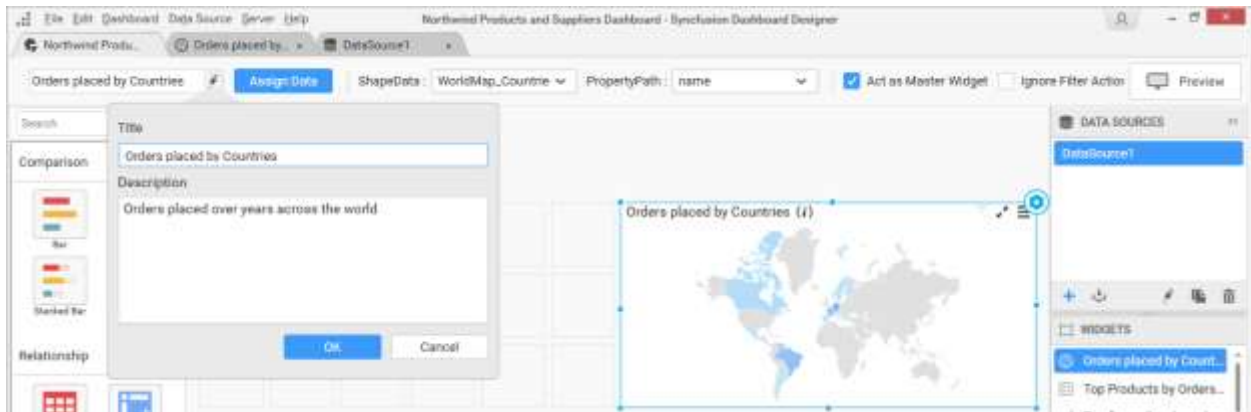 File Edit Dashboard Data Source Server Help
Northwind Products and Suppliers Dashboard - Syncfusion Dashboard Designer
Northwind Produ..
Orders placed by...
DataSource1
Orders placed by Countries
Assign Data
ShapeData : WorldMap_Countrie
PropertyPath : name
Act as Master Widget
Ignore Filter Action
Preview
Search
Title
Orders placed by Countries
Description
Orders placed over years across the world
OK
Cancel
Comparison
Bar
Stacked Bar
Relationship
Orders placed by Countries (i)
DATA SOURCES
DataSource1
WIDGETS
Orders placed by Count...
Top Products by Orders...